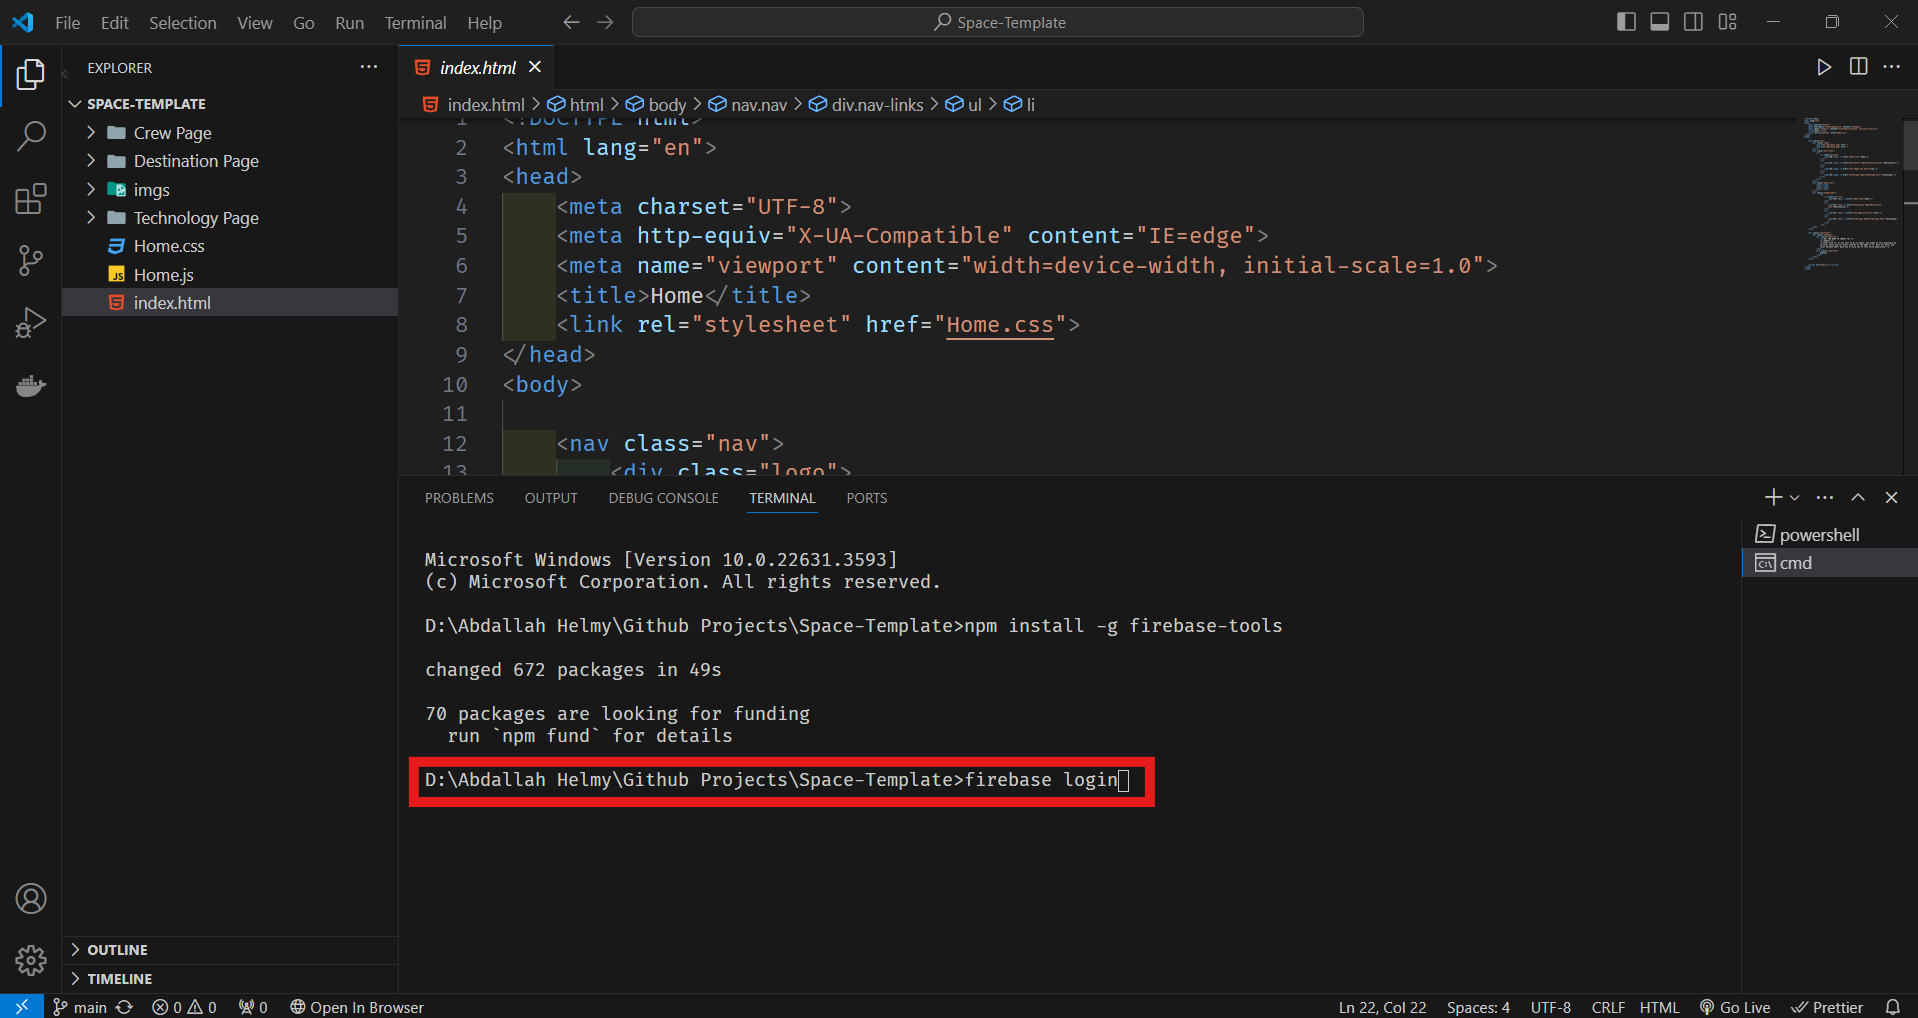 File Edit Selection View Go Run Terminal Help
Space-Template
EXPLORER
SPACE-TEMPLATE
Crew Page
Destination Page
imgs
Technology Page
Home.css
JS Home.js
index.html
OUTLINE
TIMELINE
index.html
index.html > html > body > nav.nav > div.nav-links > ul > li
1 <!DOCTYPE html>
2 <html lang="en">
3 <head>
4 <meta charset="UTF-8">
5 <meta http-equiv="X-UA-Compatible" content="IE=edge">
6 <meta name="viewport" content="width=device-width, initial-scale=1.0">
7 <title>Home</title>
8 <link rel="stylesheet" href="Home.css">
9 </head>
10 <body>
11
12 <nav class="nav">
13 <div class="logo">
PROBLEMS OUTPUT DEBUG CONSOLE TERMINAL PORTS
powershell
cmd
Microsoft Windows [Version 10.0.22631.3593]
(c) Microsoft Corporation. All rights reserved.
D:\Abdallah Helmy\Github Projects\Space-Template>npm install -g firebase-tools
changed 672 packages in 49s
70 packages are looking for funding
run `npm fund` for details
D:\Abdallah Helmy\Github Projects\Space-Template>firebase login
main 0 0 0 Open In Browser Ln 22, Col 22 Spaces: 4 UTF-8 CRLF HTML Go Live Prettier